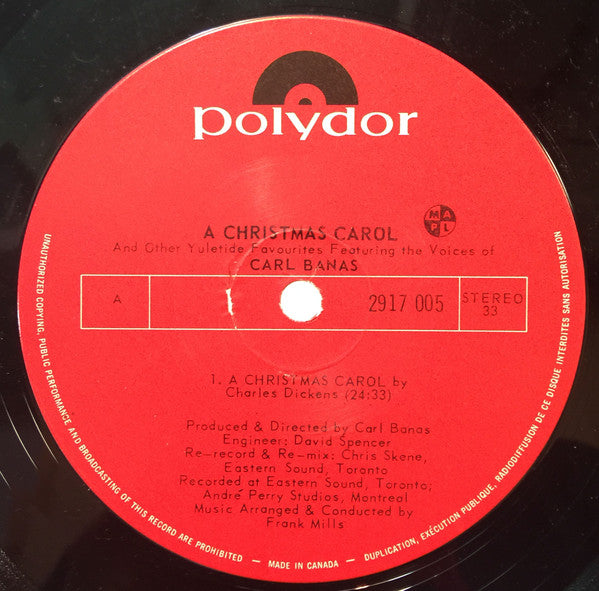 polydor
A CHRISTMAS CAROL
And Other Yuletide Favourites Featuring the Voices of
CARL BANAS
M A P L
A
2917 005
STEREO
33
1. A CHRISTMAS CAROL by
Charles Dickens (24:33)
Produced & Directed by Carl Banas
Engineer: David Spencer
Re-record & Re-mix: Chris Skene,
Eastern Sound, Toronto
Recorded at Eastern Sound, Toronto;
André Perry Studios, Montreal
Music Arranged & Conducted by
Frank Mills
UNAUTHORIZED COPYING, PUBLIC PERFORMANCE AND BROADCASTING OF THIS RECORD ARE PROHIBITED — MADE IN CANADA — DUPLICATION, EXÉCUTION PUBLIQUE, RADIODIFFUSION DE CE DISQUE INTERDITES SANS AUTORISATION